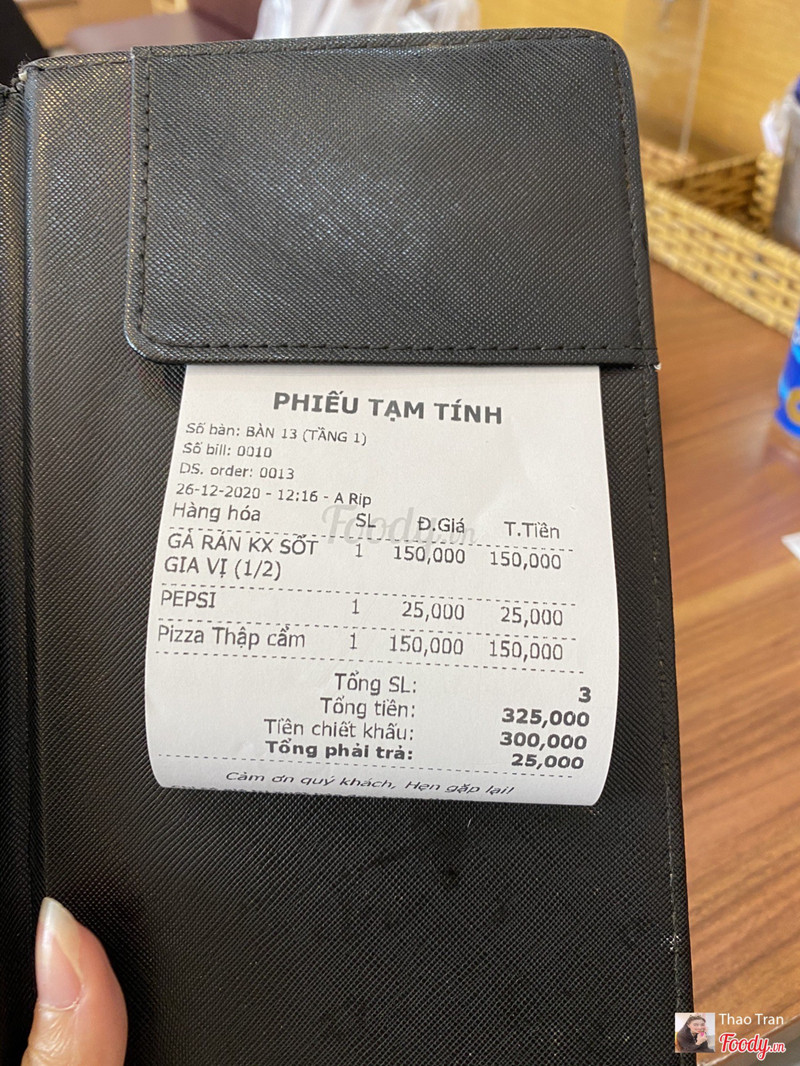 PHIẾU TẠM TÍNH
Số bàn: BÀN 13 (TẦNG 1)
Số bill: 0010
DS. order: 0013
26-12-2020 - 12:16 - A Rip
Hàng hóa SL Đ.Giá T.Tiền
GÀ RÁN KX SỐT GIA VỊ (1/2) 1 150,000 150,000
PEPSI 1 25,000 25,000
Pizza Thập cẩm 1 150,000 150,000
Tổng SL: 3
Tổng tiền: 325,000
Tiền chiết khấu: 300,000
Tổng phải trả: 25,000
Cảm ơn quý khách, Hẹn gặp lại!
Foody.vn
Thao Tran
Foody.vn